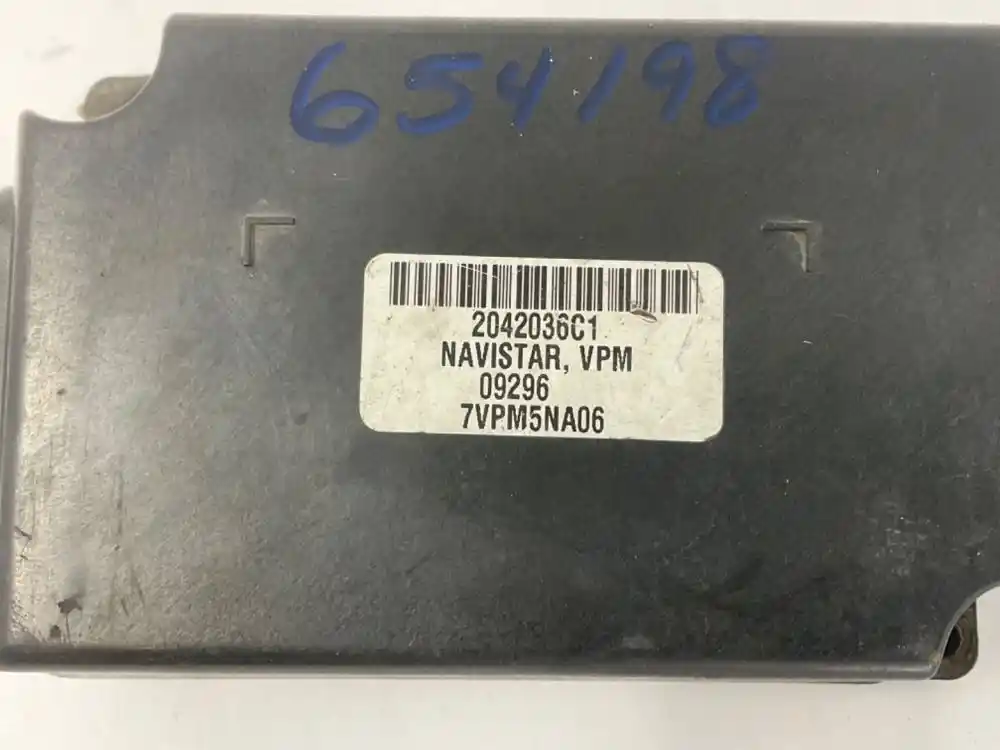 654198
2042036C1
NAVISTAR, VPM
09296
7VPM5NA06